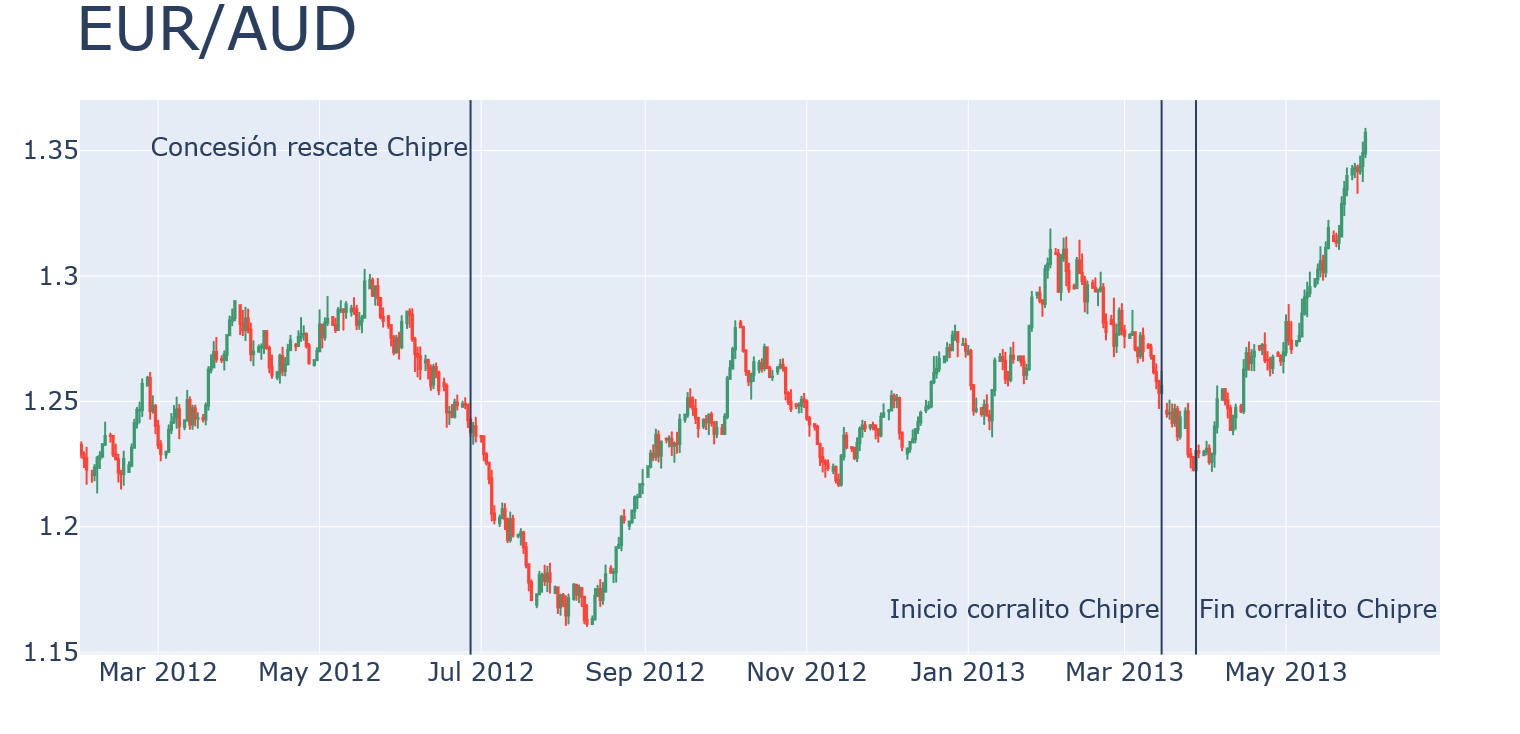 EUR/AUD
Concesión rescate Chipre
1.35
1.3
1.25
1.2
Inicio corralito Chipre
Fin corralito Chipre
1.15
Mar 2012
May 2012
Jul 2012
Sep 2012
Nov 2012
Jan 2013
Mar 2013
May 2013